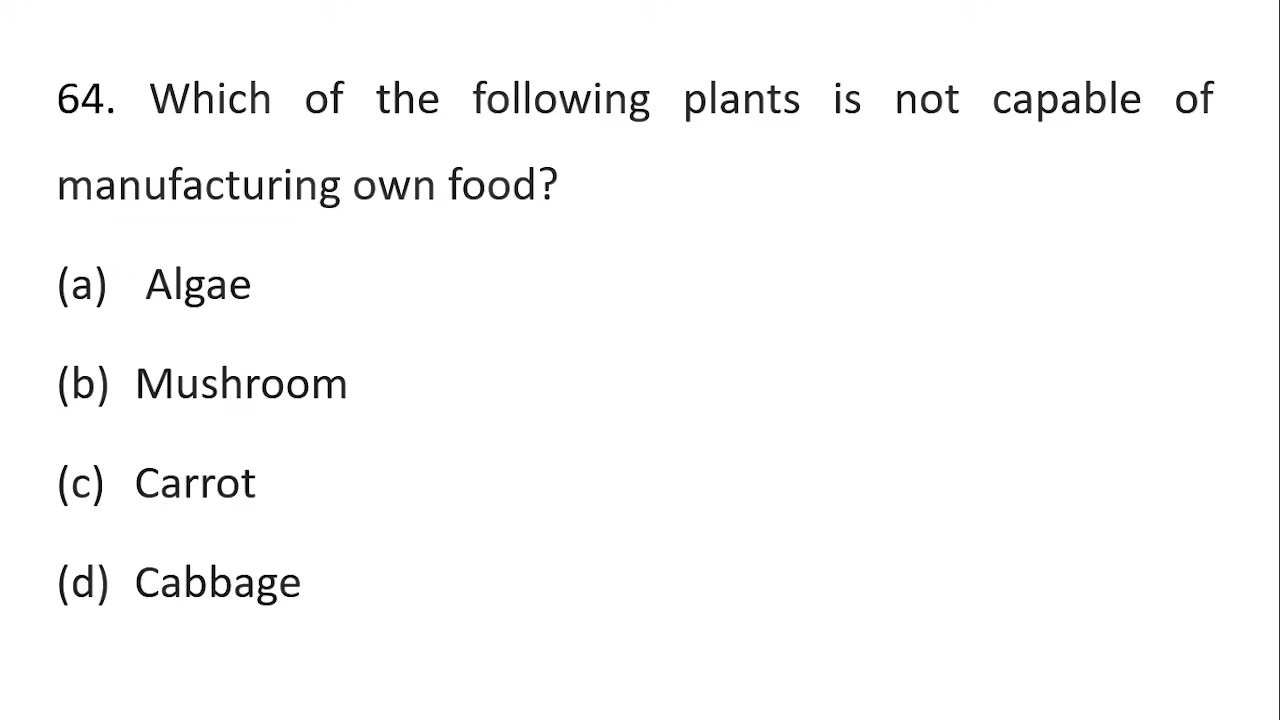 64. Which of the following plants is not capable of
manufacturing own food?
(a) Algae
(b) Mushroom
(c) Carrot
(d) Cabbage